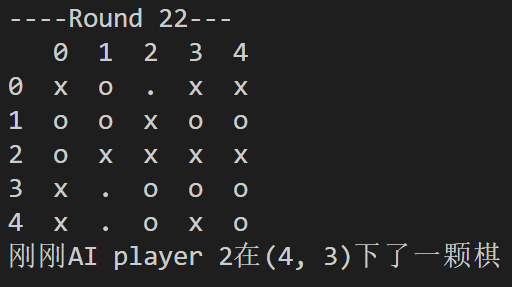 ----Round 22---
   0  1  2  3  4
0  x  o  .  x  x
1  o  o  x  o  o
2  o  x  x  x  x
3  x  .  o  o  o
4  x  .  o  x  o
刚刚AI player 2在(4, 3)下了一颗棋